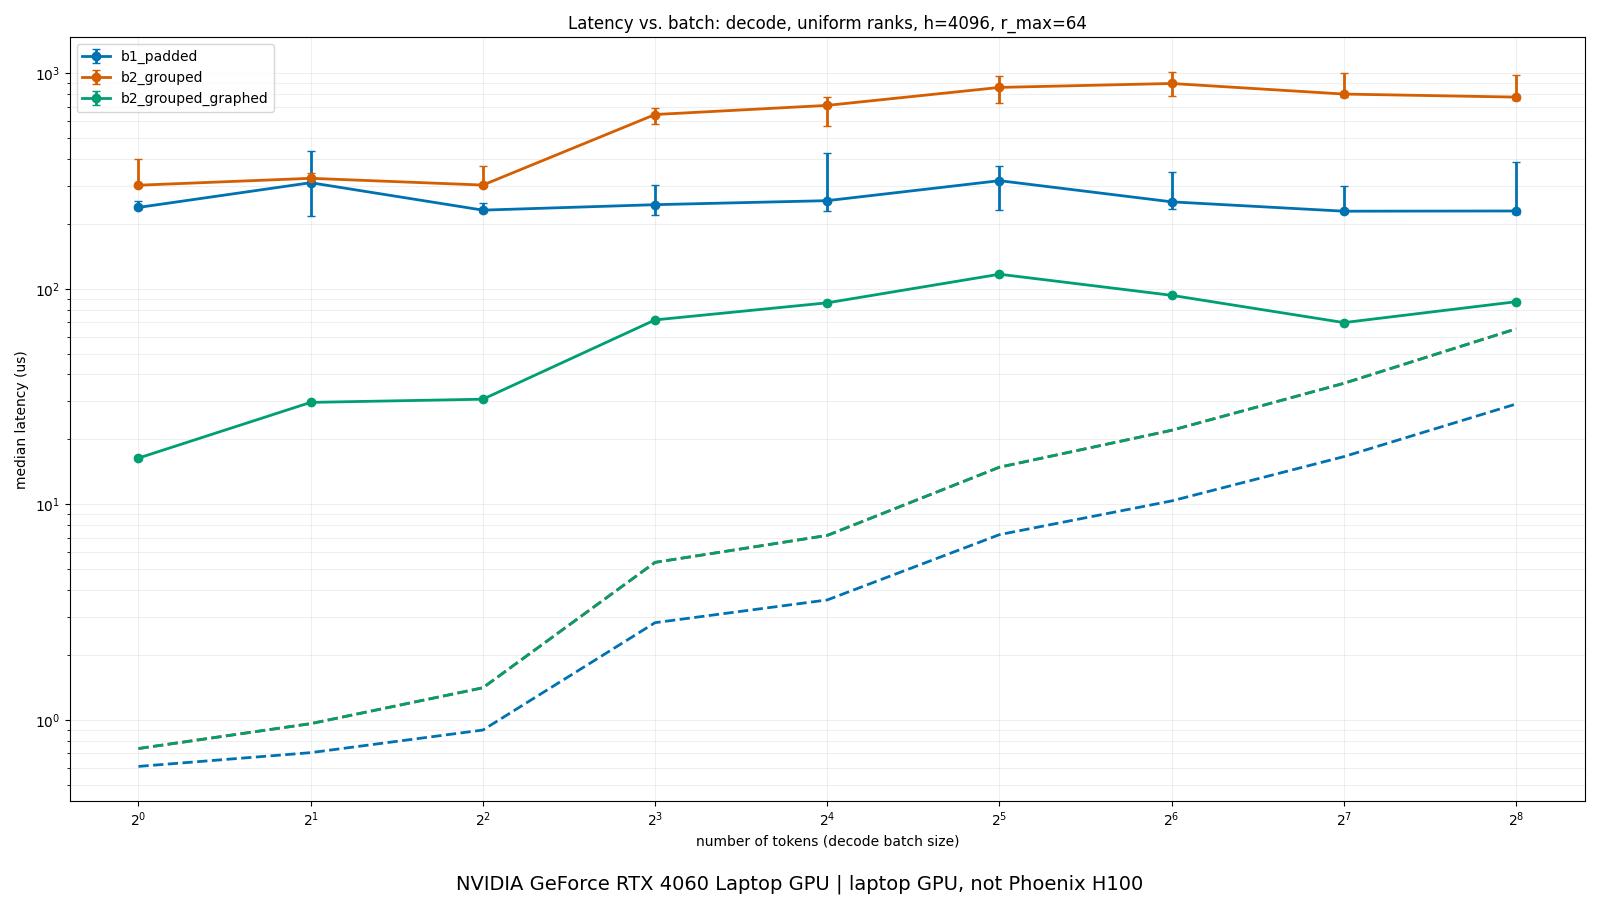 Latency vs. batch: decode, uniform ranks, h=4096, r_max=64
b1_padded
b2_grouped
b2_grouped_graphed
median latency (us)
10³
10²
10¹
10⁰
2⁰ 2¹ 2² 2³ 2⁴ 2⁵ 2⁶ 2⁷ 2⁸
number of tokens (decode batch size)
NVIDIA GeForce RTX 4060 Laptop GPU | laptop GPU, not Phoenix H100